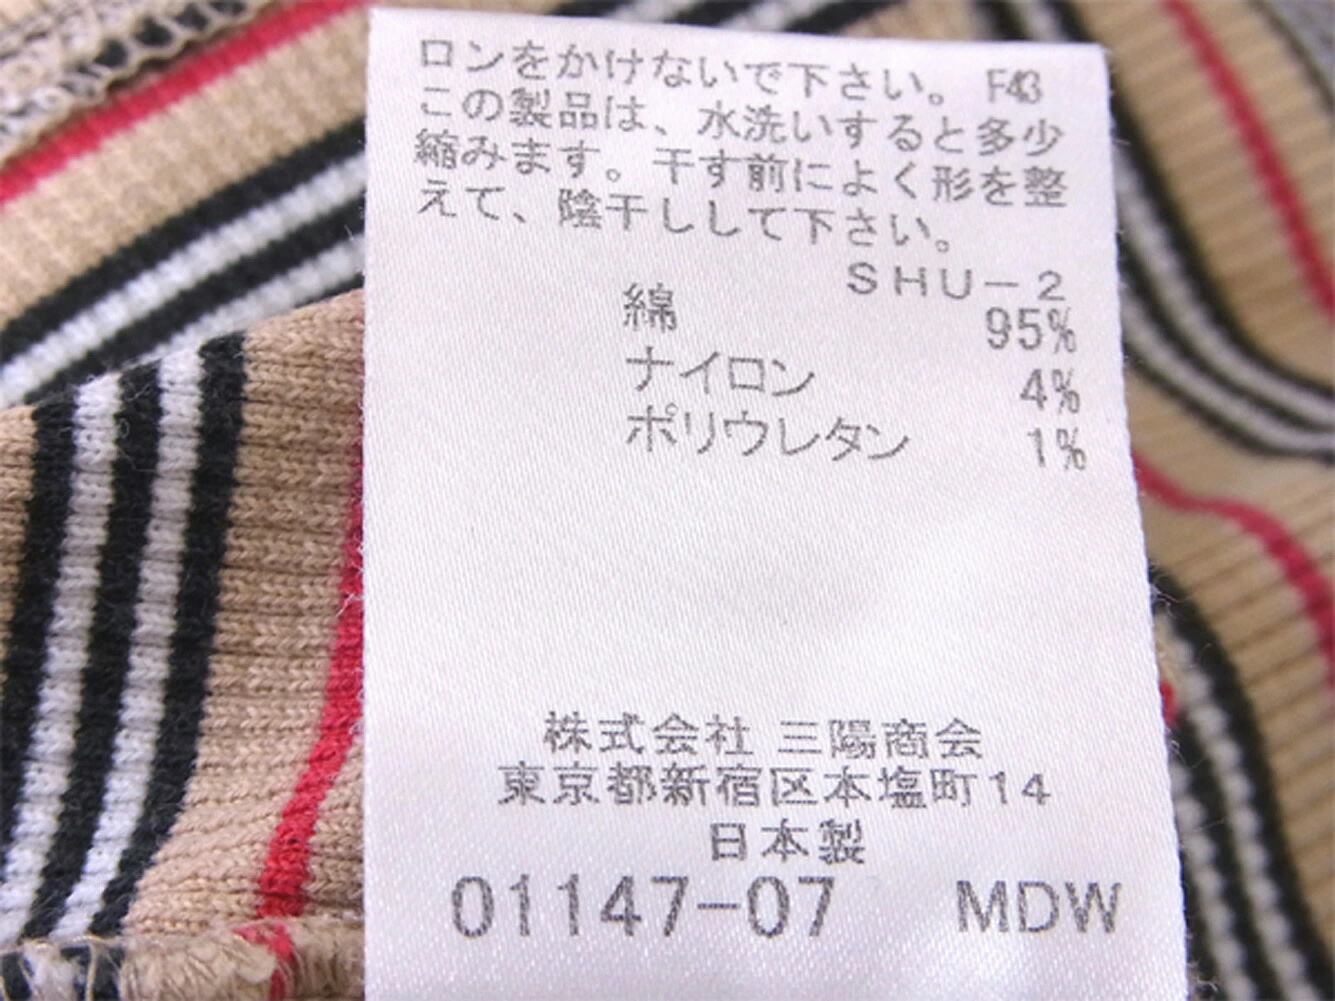 ロンをかけないで下さい。 F43
この製品は、水洗いすると多少
縮みます。干す前によく形を整
えて、陰干しして下さい。
SHU-2
綿 95%
ナイロン 4%
ポリウレタン 1%
株式会社 三陽商会
東京都新宿区本塩町14
日本製
01147-07 MDW